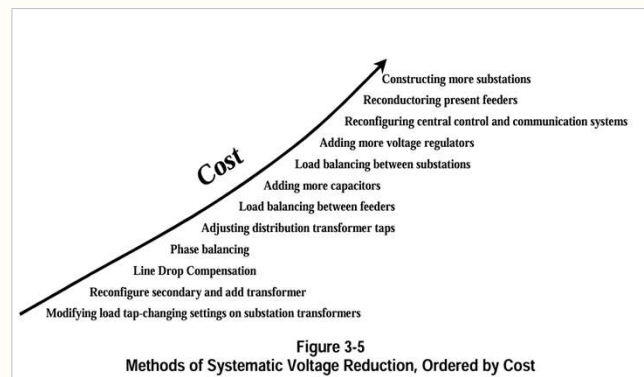 Constructing more substations
Reconductoring present feeders
Reconfiguring central control and communication systems
Adding more voltage regulators
Load balancing between substations
Cost
Adding more capacitors
Load balancing between feeders
Adjusting distribution transformer taps
Phase balancing
Line Drop Compensation
Reconfigure secondary and add transformer
Modifying load tap-changing settings on substation transformers
Figure 3-5
Methods of Systematic Voltage Reduction, Ordered by Cost